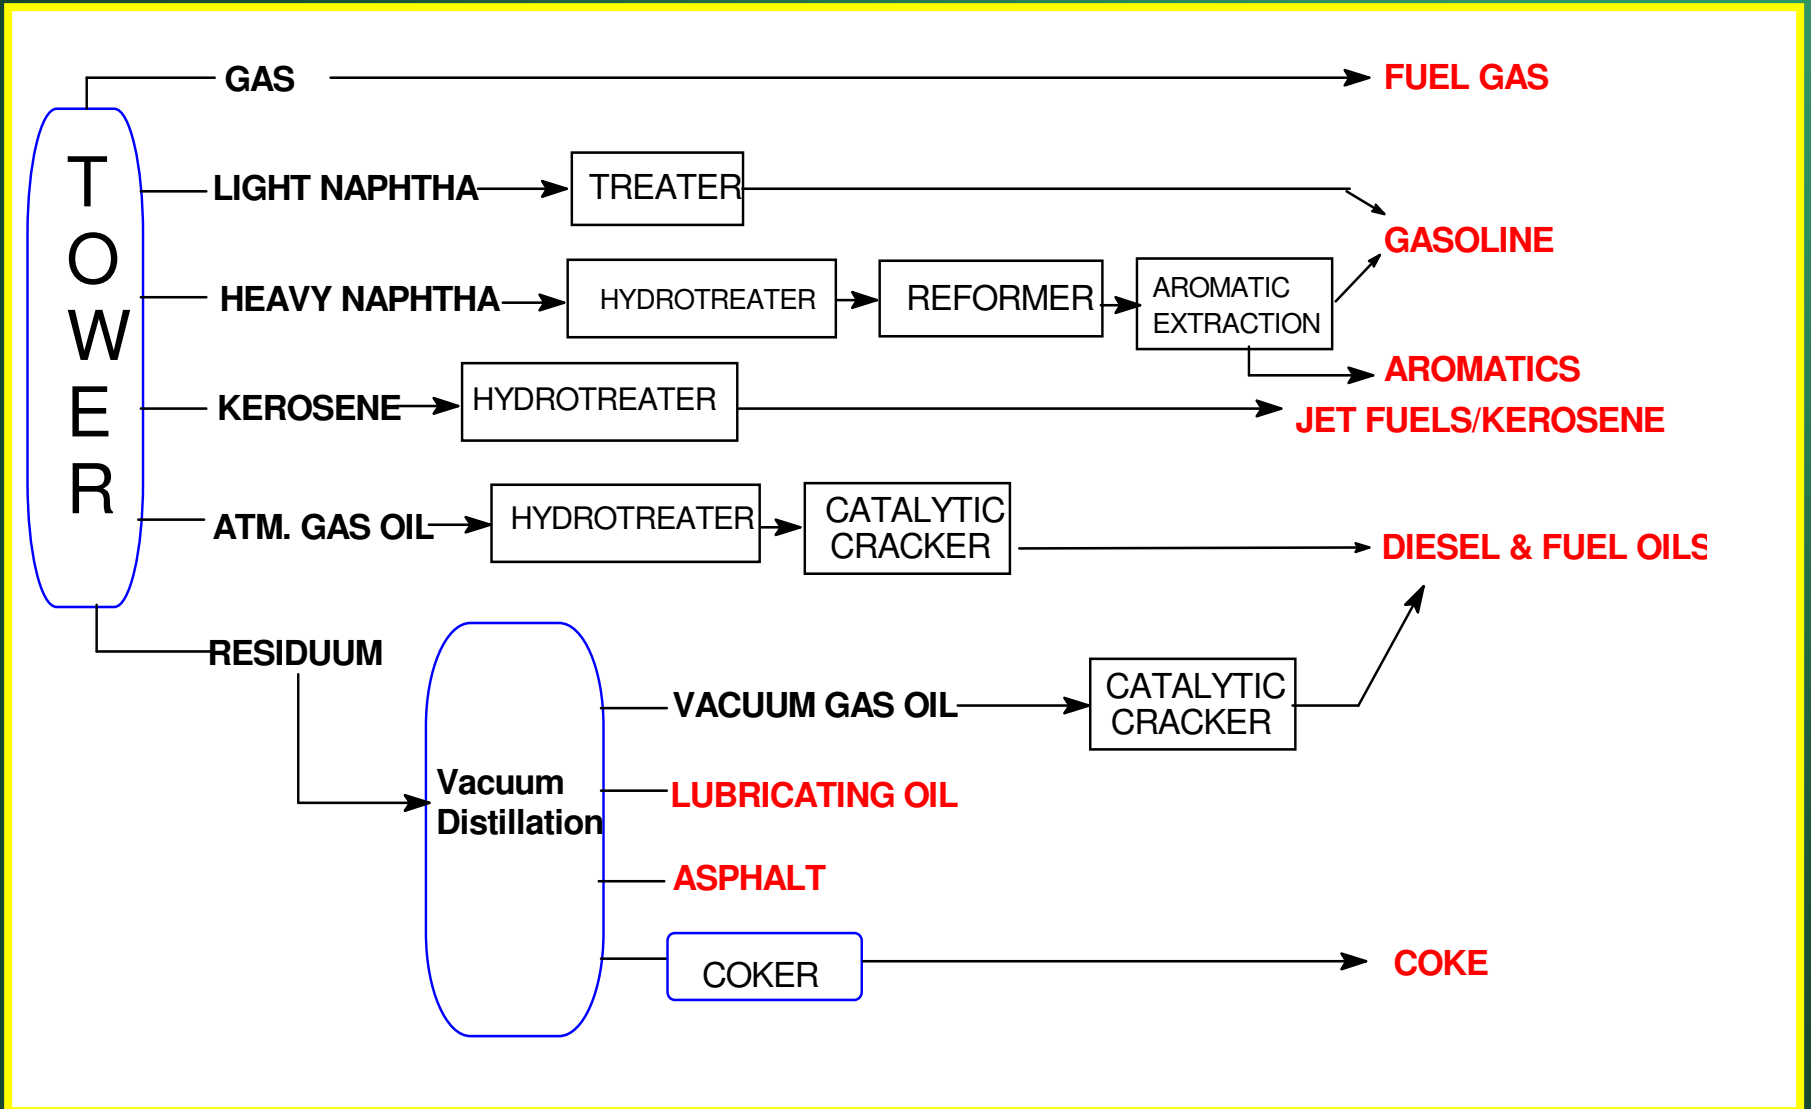 GAS
FUEL GAS
TOWER
LIGHT NAPHTHA
TREATER
GASOLINE
HEAVY NAPHTHA
HYDROTREATER
REFORMER
AROMATIC
EXTRACTION
AROMATICS
KEROSENE
HYDROTREATER
JET FUELS/KEROSENE
ATM. GAS OIL
HYDROTREATER
CATALYTIC
CRACKER
DIESEL & FUEL OILS
RESIDUUM
VACUUM GAS OIL
CATALYTIC
CRACKER
Vacuum
Distillation
LUBRICATING OIL
ASPHALT
COKER
COKE